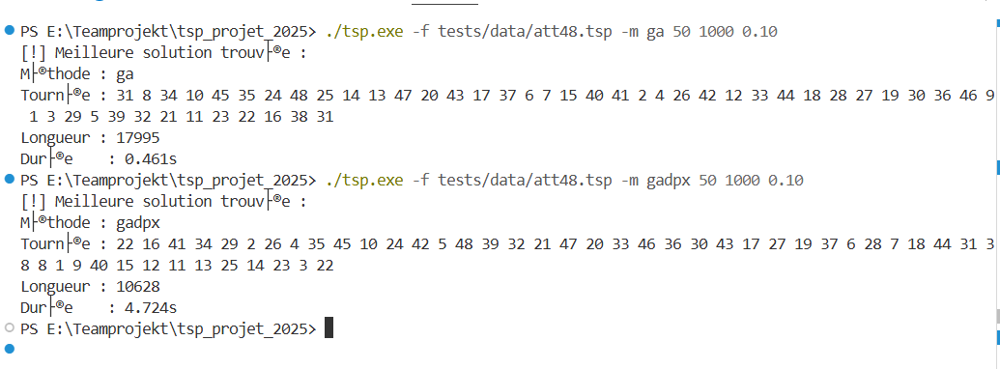 PS E:\Teamprojekt\tsp_projet_2025> ./tsp.exe -f tests/data/att48.tsp -m ga 50 1000 0.10
[!] Meilleure solution trouv├®e :
M├®thode : ga
Tourn├®e : 31 8 34 10 45 35 24 48 25 14 13 47 20 43 17 37 6 7 15 40 41 2 4 26 42 12 33 44 18 28 27 19 30 36 46 9
1 3 29 5 39 32 21 11 23 22 16 38 31
Longueur : 17995
Dur├®e    : 0.461s
PS E:\Teamprojekt\tsp_projet_2025> ./tsp.exe -f tests/data/att48.tsp -m gadpx 50 1000 0.10
[!] Meilleure solution trouv├®e :
M├®thode : gadpx
Tourn├®e : 22 16 41 34 29 2 26 4 35 45 10 24 42 5 48 39 32 21 47 20 33 46 36 30 43 17 27 19 37 6 28 7 18 44 31 3
8 8 1 9 40 15 12 11 13 25 14 23 3 22
Longueur : 10628
Dur├®e    : 4.724s
PS E:\Teamprojekt\tsp_projet_2025>